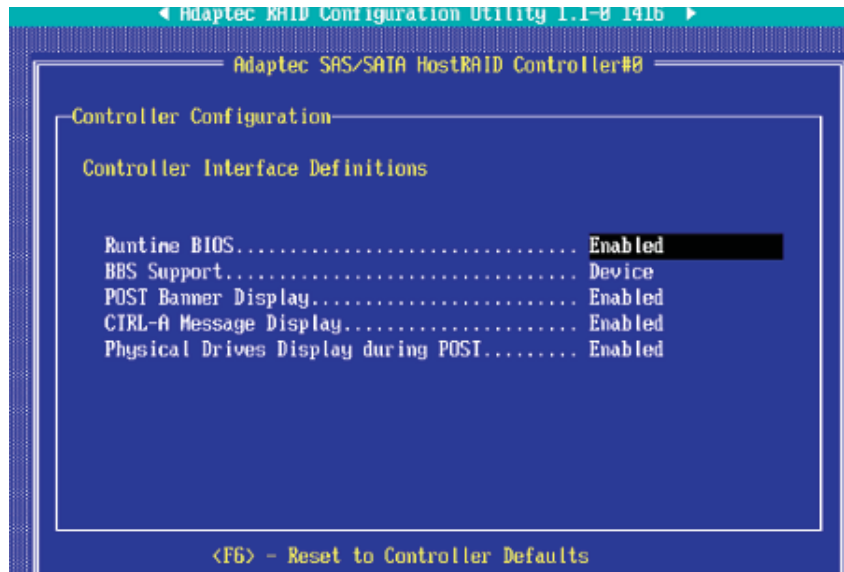 Adaptec RAID Configuration Utility 1.1-0 1416
Adaptec SAS/SATA HostRAID Controller#0
Controller Configuration
Controller Interface Definitions
Runtime BIOS................................ Enabled
BBS Support................................. Device
POST Banner Display......................... Enabled
CTRL-A Message Display...................... Enabled
Physical Drives Display during POST......... Enabled
<F6> - Reset to Controller Defaults